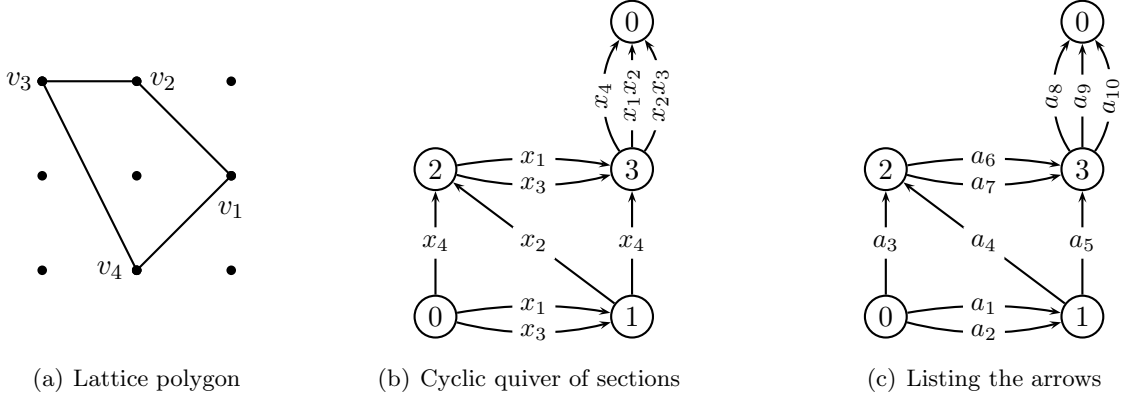 v₃ v₂
v₁
v₄
(a) Lattice polygon
0
x₄ x₁x₂ x₂x₃
2 x₁ 3
x₃
x₄ x₂ x₄
0 x₁ 1
x₃
(b) Cyclic quiver of sections
0
a₈ a₉ a₁₀
2 a₆ 3
a₇
a₃ a₄ a₅
0 a₁ 1
a₂
(c) Listing the arrows